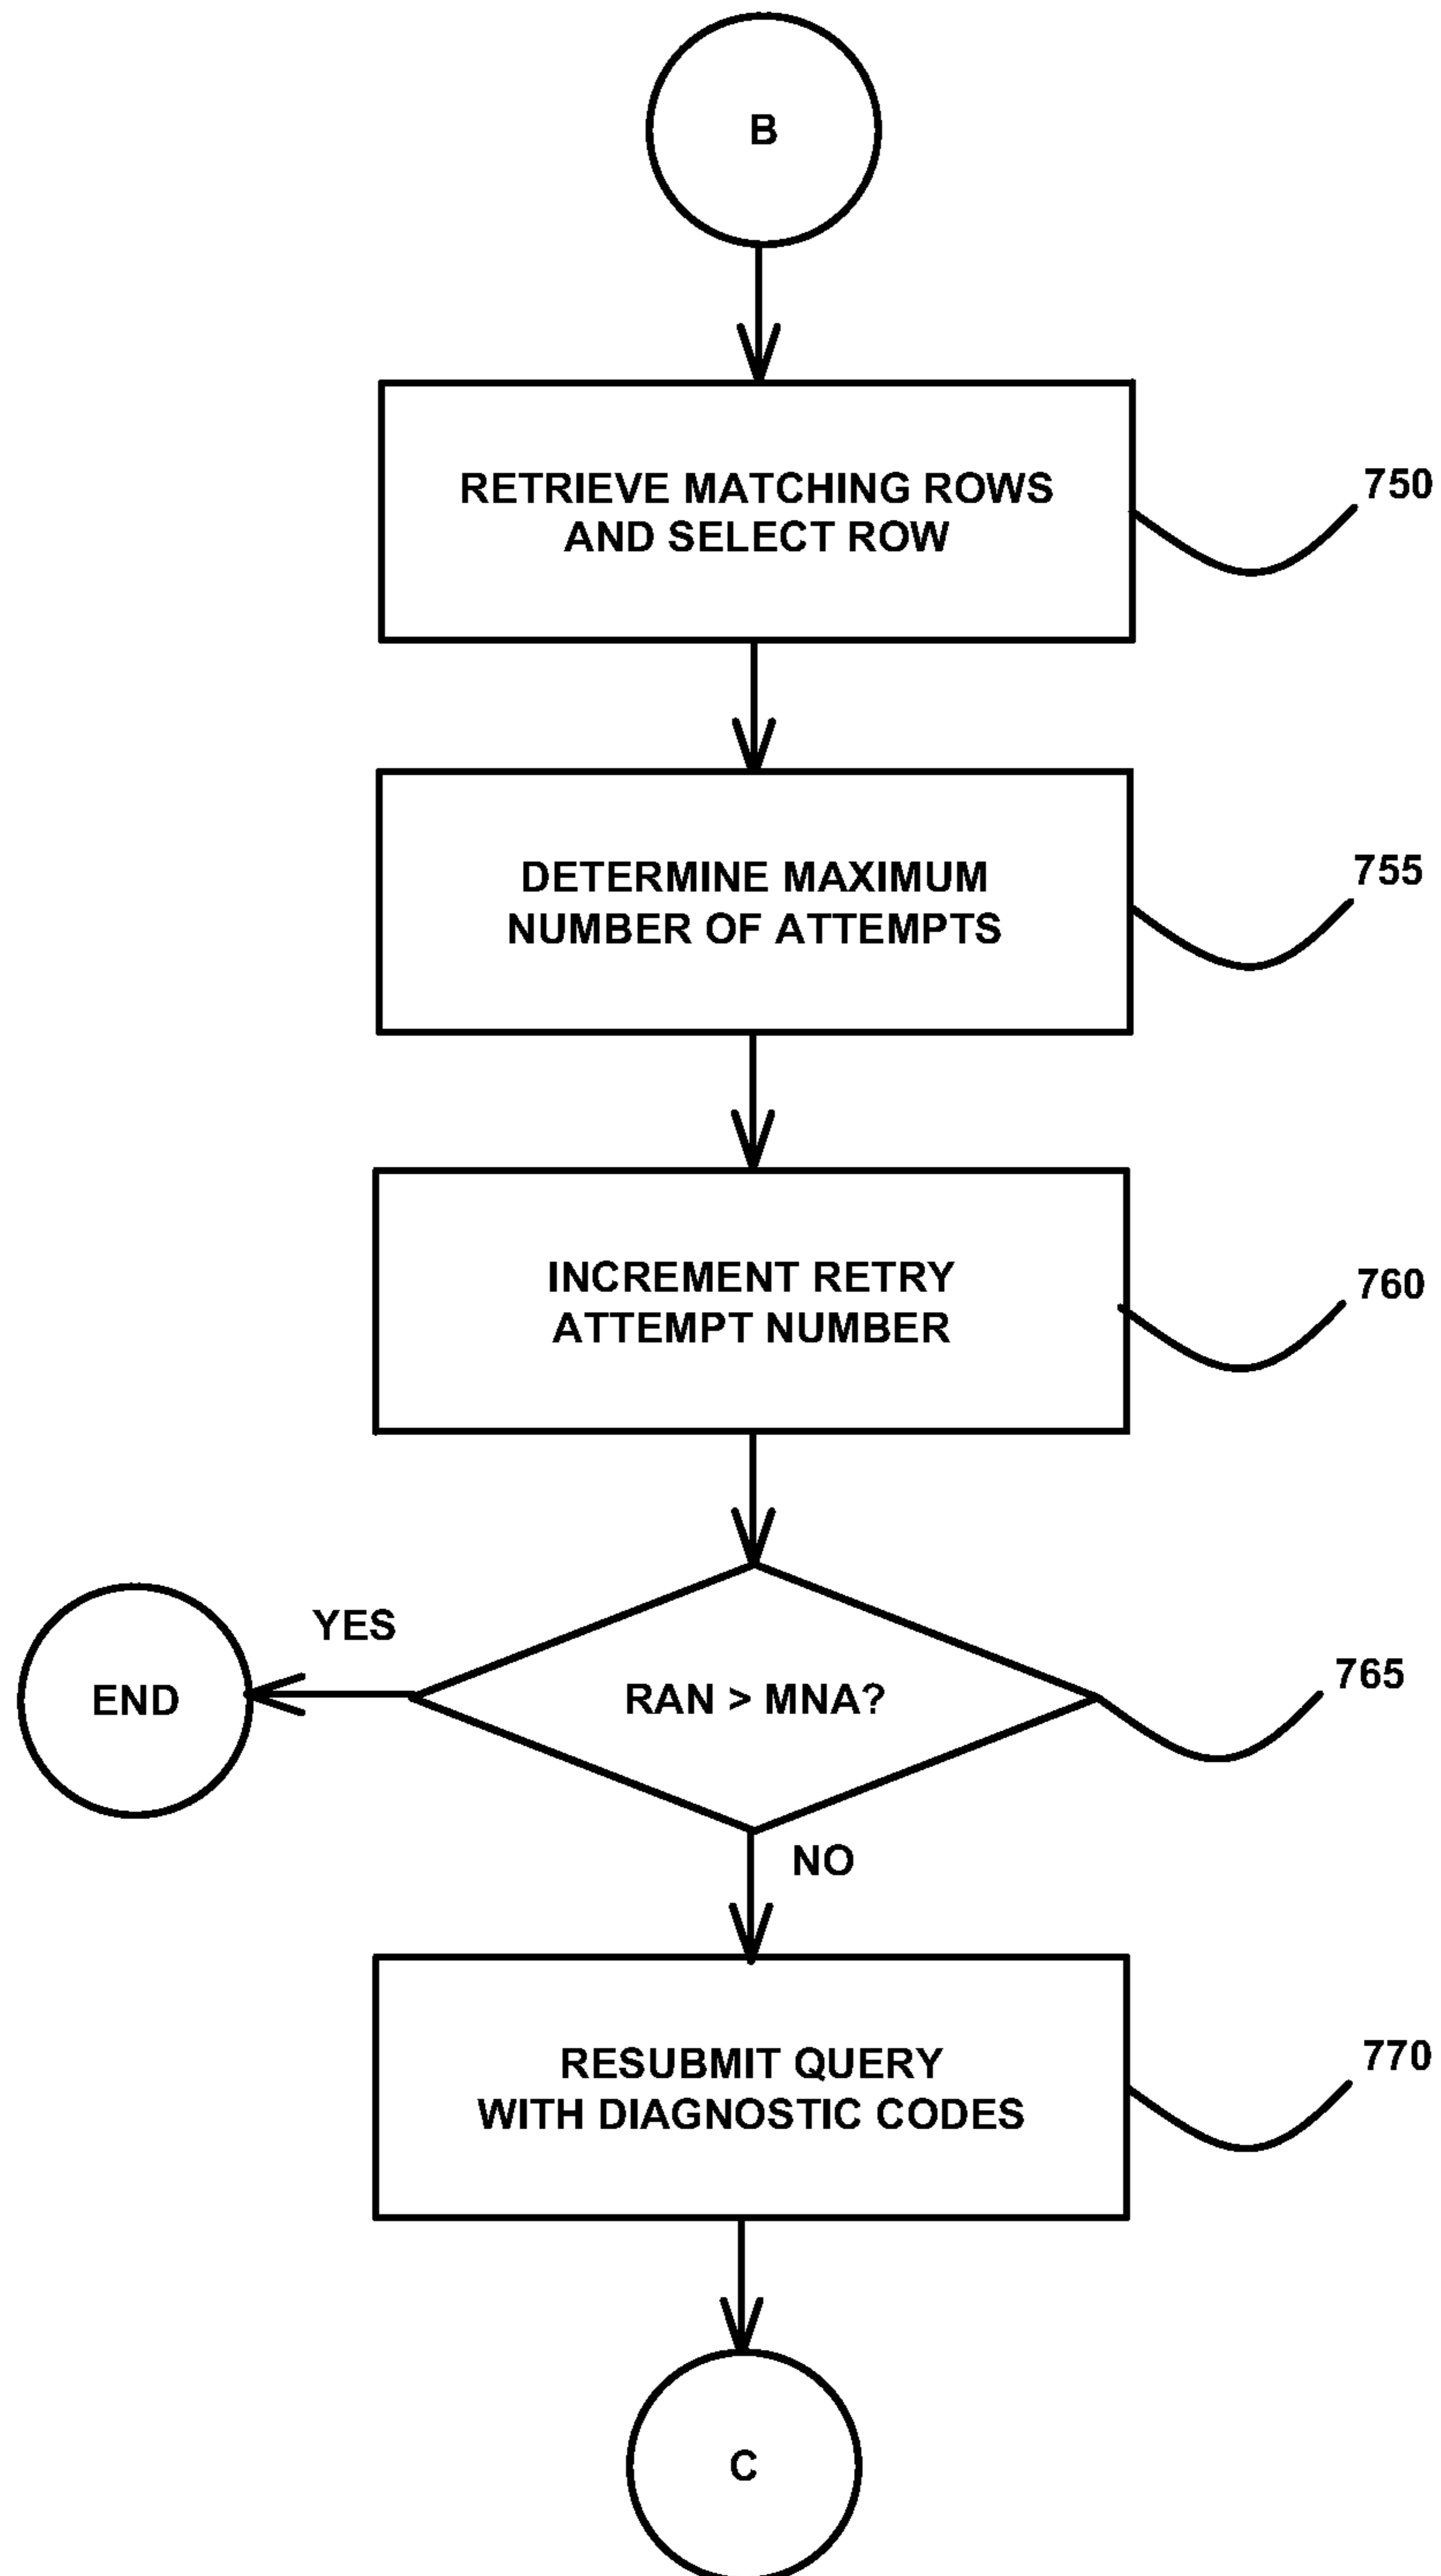 B
RETRIEVE MATCHING ROWS
AND SELECT ROW
750
DETERMINE MAXIMUM
NUMBER OF ATTEMPTS
755
INCREMENT RETRY
ATTEMPT NUMBER
760
YES
END
RAN > MNA?
765
NO
RESUBMIT QUERY
WITH DIAGNOSTIC CODES
770
C